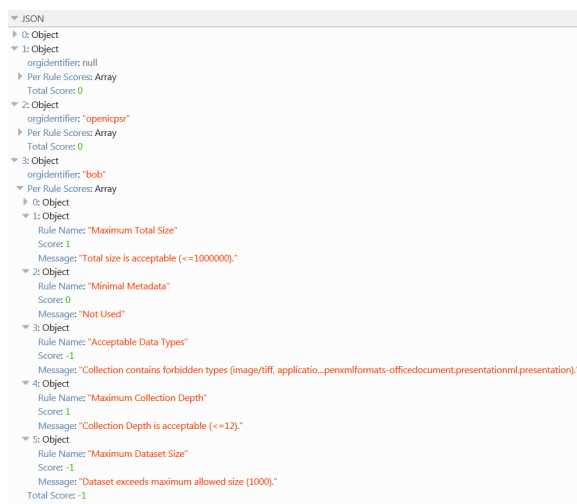 JSON
0: Object
1: Object
orgidentifier: null
Per Rule Scores: Array
Total Score: 0
2: Object
orgidentifier: "openicpsr"
Per Rule Scores: Array
Total Score: 0
3: Object
orgidentifier: "bob"
Per Rule Scores: Array
0: Object
1: Object
Rule Name: "Maximum Total Size"
Score: 1
Message: "Total size is acceptable (<=1000000)."
2: Object
Rule Name: "Minimal Metadata"
Score: 0
Message: "Not Used"
3: Object
Rule Name: "Acceptable Data Types"
Score: -1
Message: "Collection contains forbidden types (image/tiff, applicatio...penxmlformats-officedocument.presentationml.presentation)."
4: Object
Rule Name: "Maximum Collection Depth"
Score: 1
Message: "Collection Depth is acceptable (<=12)."
5: Object
Rule Name: "Maximum Dataset Size"
Score: -1
Message: "Dataset exceeds maximum allowed size (1000)."
Total Score: -1